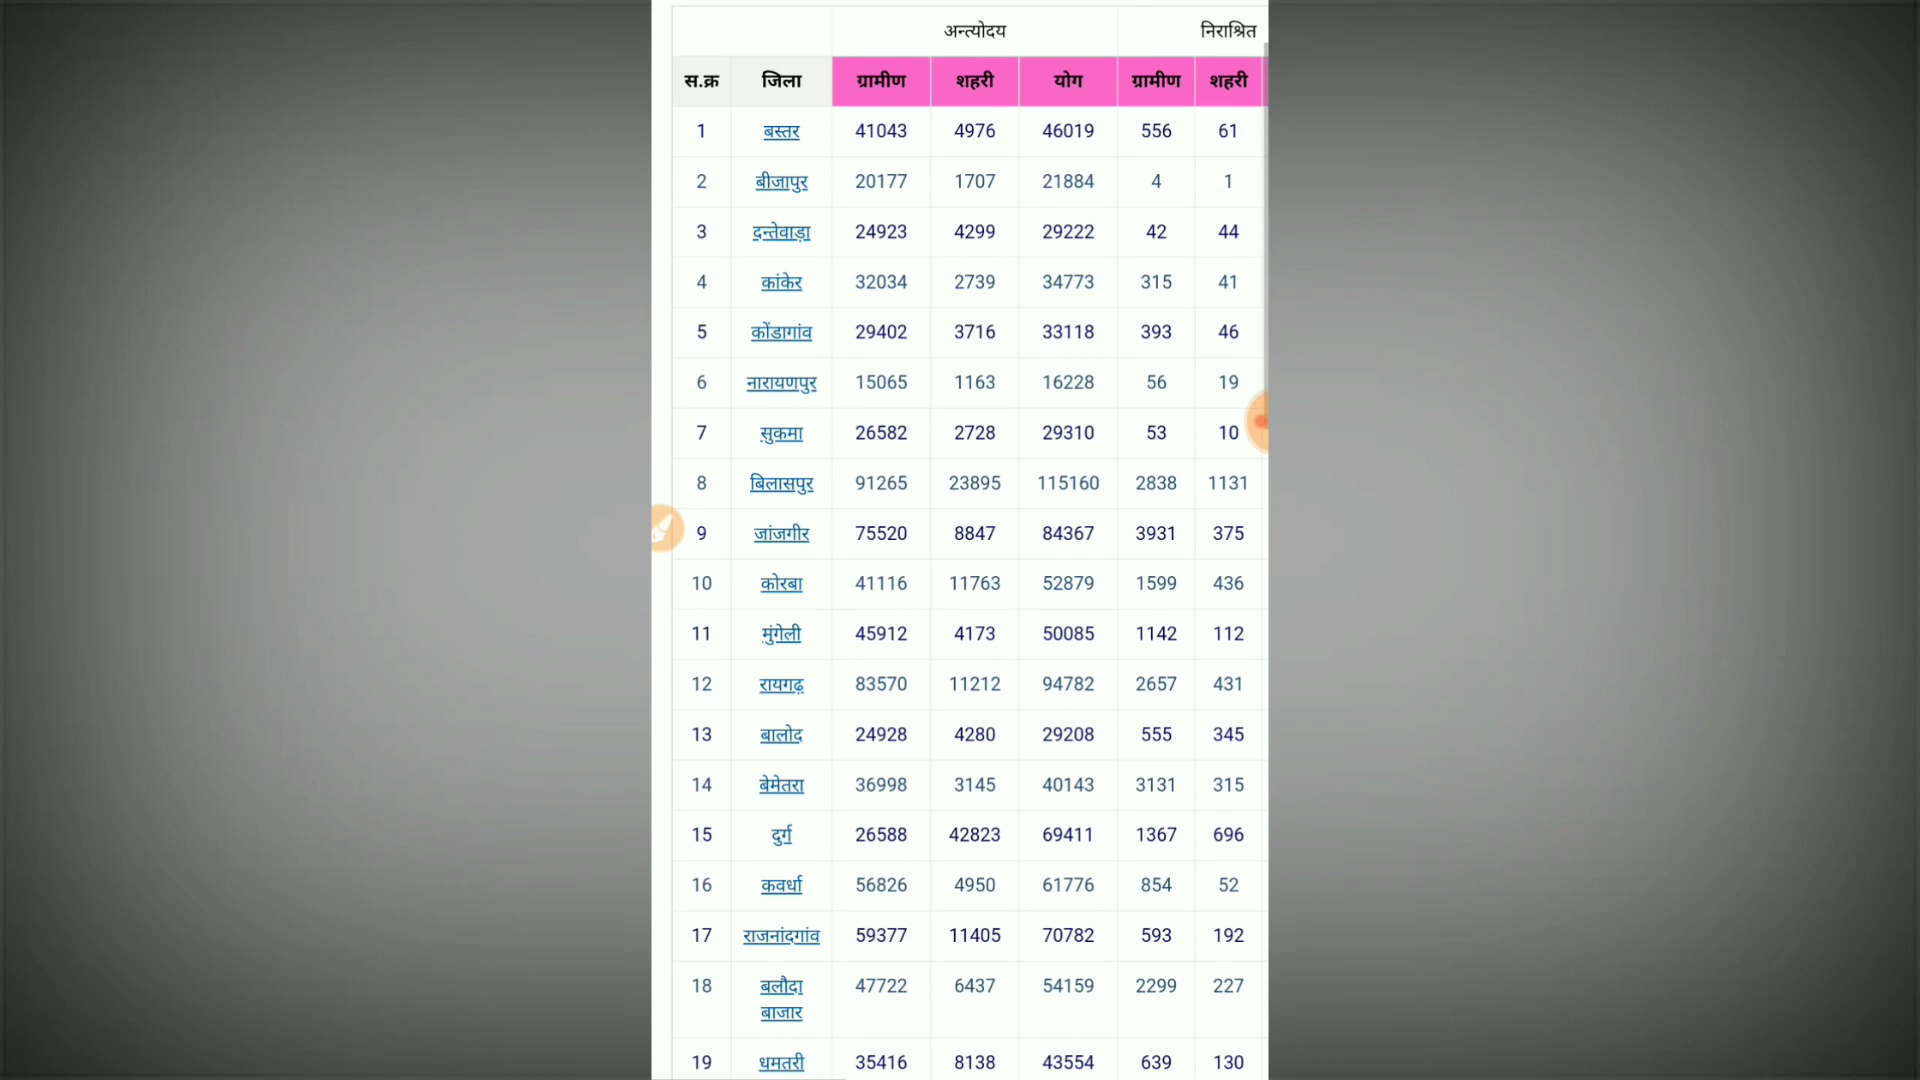 अन्त्योदय निराश्रित
स.क्र जिला ग्रामीण शहरी योग ग्रामीण शहरी
1 बस्तर 41043 4976 46019 556 61
2 बीजापुर 20177 1707 21884 4 1
3 दन्तेवाड़ा 24923 4299 29222 42 44
4 कांकेर 32034 2739 34773 315 41
5 कोंडागांव 29402 3716 33118 393 46
6 नारायणपुर 15065 1163 16228 56 19
7 सुकमा 26582 2728 29310 53 10
8 बिलासपुर 91265 23895 115160 2838 1131
9 जांजगीर 75520 8847 84367 3931 375
10 कोरबा 41116 11763 52879 1599 436
11 मुंगेली 45912 4173 50085 1142 112
12 रायगढ़ 83570 11212 94782 2657 431
13 बालोद 24928 4280 29208 555 345
14 बेमेतरा 36998 3145 40143 3131 315
15 दुर्ग 26588 42823 69411 1367 696
16 कवर्धा 56826 4950 61776 854 52
17 राजनांदगांव 59377 11405 70782 593 192
18 बलौदा 47722 6437 54159 2299 227
बाजार
19 धमतरी 35416 8138 43554 639 130